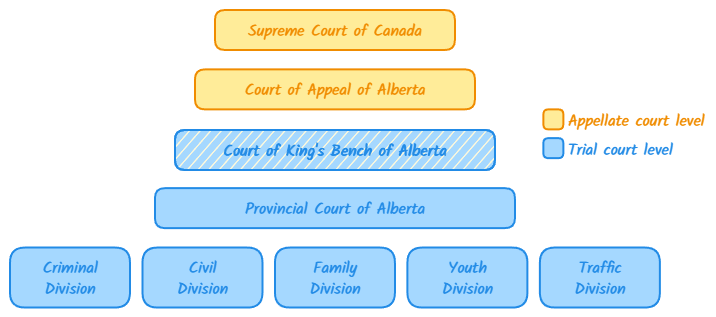 Supreme Court of Canada
Court of Appeal of Alberta
Court of King's Bench of Alberta
Provincial Court of Alberta
Criminal
Division
Civil
Division
Family
Division
Youth
Division
Traffic
Division
Appellate court level
Trial court level